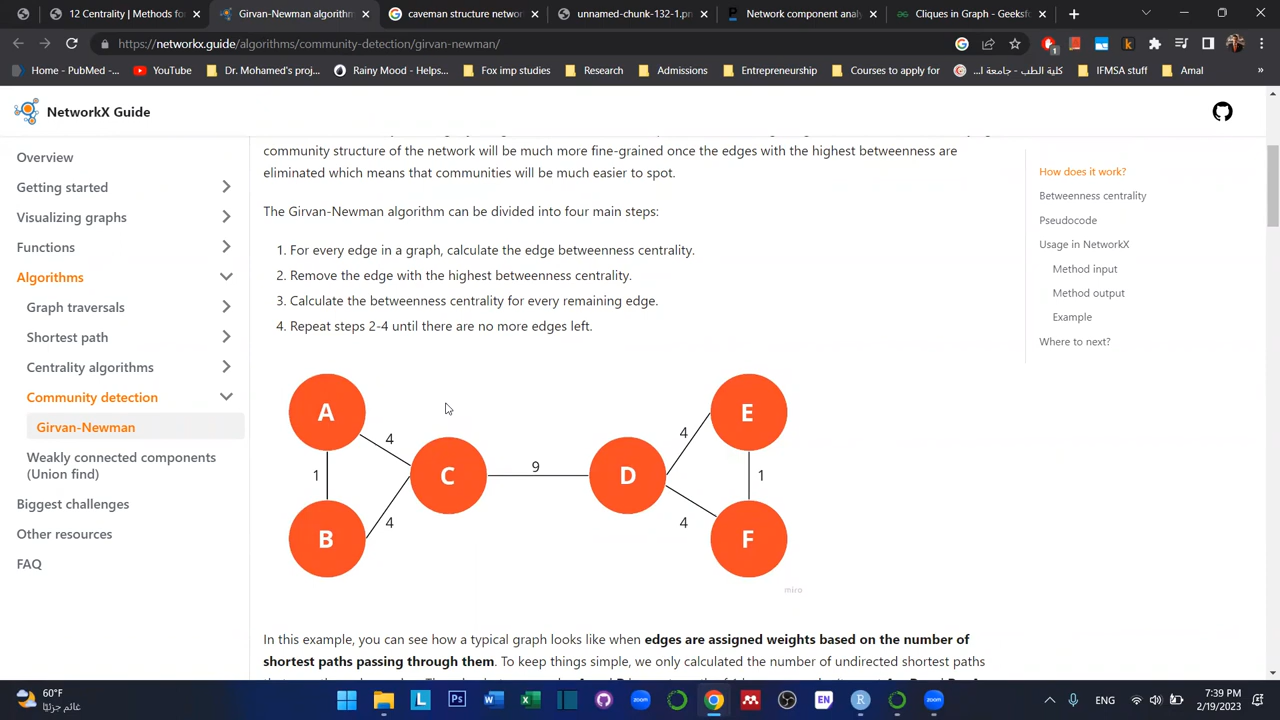 12 Centrality | Methods fo
Girvan-Newman algorithm
caveman structure networ
unnamed-chunk-132-1.pn
Network component analy
Cliques in Graph - Geeksfo
https://networkx.guide/algorithms/community-detection/girvan-newman/
1
Home - PubMed -...
YouTube
Dr. Mohamed's proj...
Rainy Mood - Helps...
Fox imp studies
Research
Admissions
Entrepreneurship
Courses to apply for
كلية الطب - جامعة ا...
IFMSA stuff
Amal
»
NetworkX Guide
Overview
Getting started
Visualizing graphs
Functions
Algorithms
Graph traversals
Shortest path
Centrality algorithms
Community detection
Girvan-Newman
Weakly connected components
(Union find)
Biggest challenges
Other resources
FAQ
community structure of the network will be much more fine-grained once the edges with the highest betweenness are
eliminated which means that communities will be much easier to spot.
The Girvan-Newman algorithm can be divided into four main steps:
1. For every edge in a graph, calculate the edge betweenness centrality.
2. Remove the edge with the highest betweenness centrality.
3. Calculate the betweenness centrality for every remaining edge.
4. Repeat steps 2-4 until there are no more edges left.
A
E
4
4
9
1
C
D
1
4
4
B
F
miro
In this example, you can see how a typical graph looks like when edges are assigned weights based on the number of
shortest paths passing through them. To keep things simple, we only calculated the number of undirected shortest paths
How does it work?
Betweenness centrality
Pseudocode
Usage in NetworkX
Method input
Method output
Example
Where to next?
60°F
غائم جزئيًا
L
Ps
W
zoom
EN
R
zoom
ENG
7:39 PM
2/19/2023